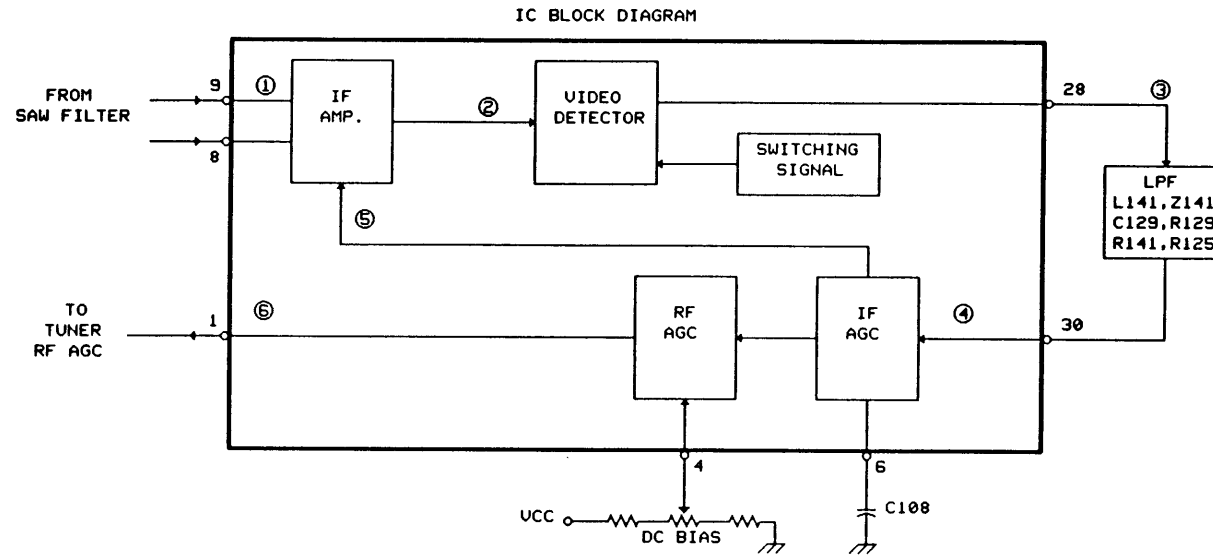 IC BLOCK DIAGRAM
FROM
SAW FILTER
9
8
①
IF
AMP.
②
VIDEO
DETECTOR
SWITCHING
SIGNAL
28
③
LPF
L141,Z141
C129,R129
R141,R125
⑤
TO
TUNER
RF AGC
1
⑥
RF
AGC
IF
AGC
④
30
4
6
VCC
DC BIAS
C108